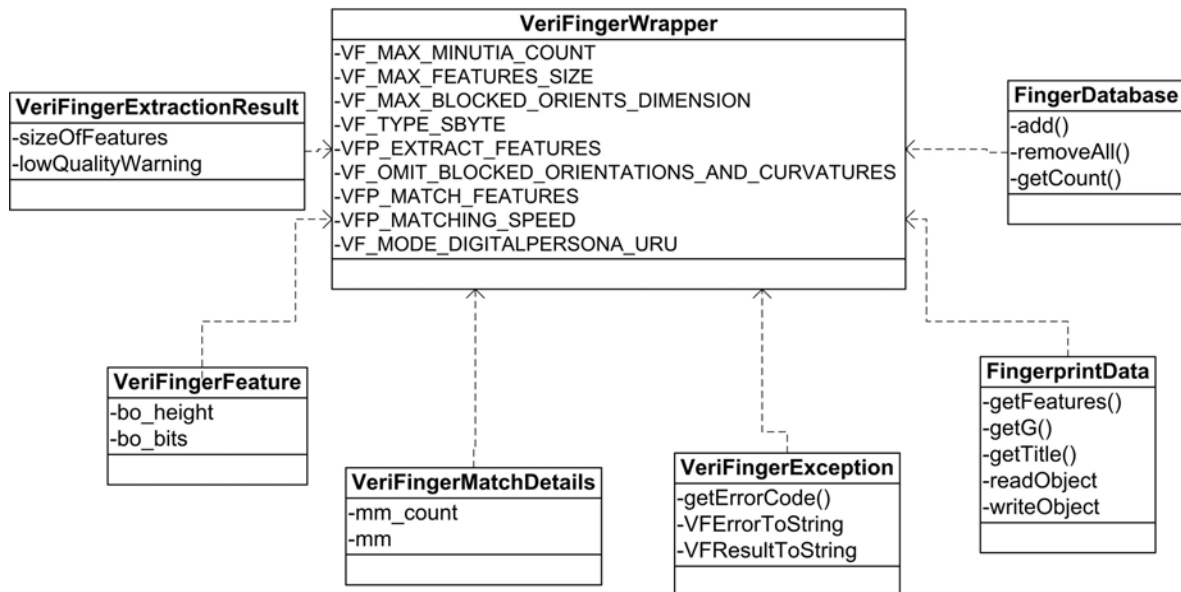 VeriFingerWrapper
-VF_MAX_MINUTIA_COUNT
-VF_MAX_FEATURES_SIZE
-VF_MAX_BLOCKED_ORIENTS_DIMENSION
-VF_TYPE_SBYTE
-VFP_EXTRACT_FEATURES
-VF_OMIT_BLOCKED_ORIENTATIONS_AND_CURVATURES
-VFP_MATCH_FEATURES
-VFP_MATCHING_SPEED
-VF_MODE_DIGITALPERSONA_URU
VeriFingerExtractionResult
-sizeOfFeatures
-lowQualityWarning
FingerDatabase
-add()
-removeAll()
-getCount()
VeriFingerFeature
-bo_height
-bo_bits
VeriFingerMatchDetails
-mm_count
-mm
VeriFingerException
-getErrorCode()
-VFErrorToString
-VFResultToString
FingerprintData
-getFeatures()
-getG()
-getTitle()
-readObject
-writeObject